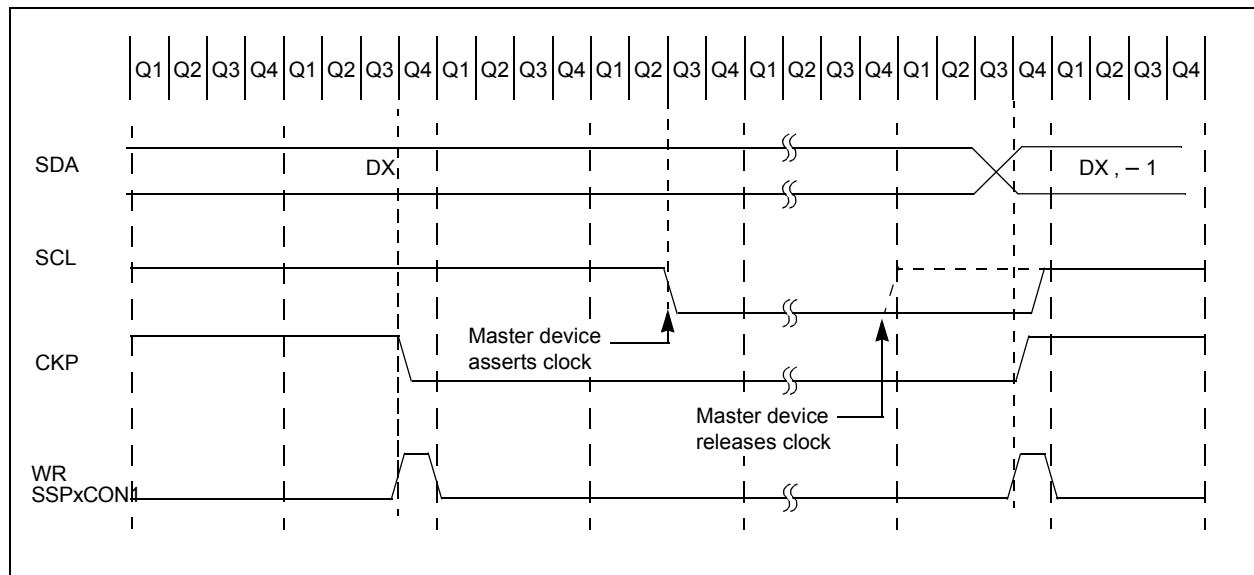 Q1 Q2 Q3 Q4 Q1 Q2 Q3 Q4 Q1 Q2 Q3 Q4 Q1 Q2 Q3 Q4 Q1 Q2 Q3 Q4 Q1 Q2 Q3 Q4 Q1 Q2 Q3 Q4
SDA
DX
DX , – 1
SCL
Master device
asserts clock
CKP
Master device
releases clock
WR
SSPxCON1